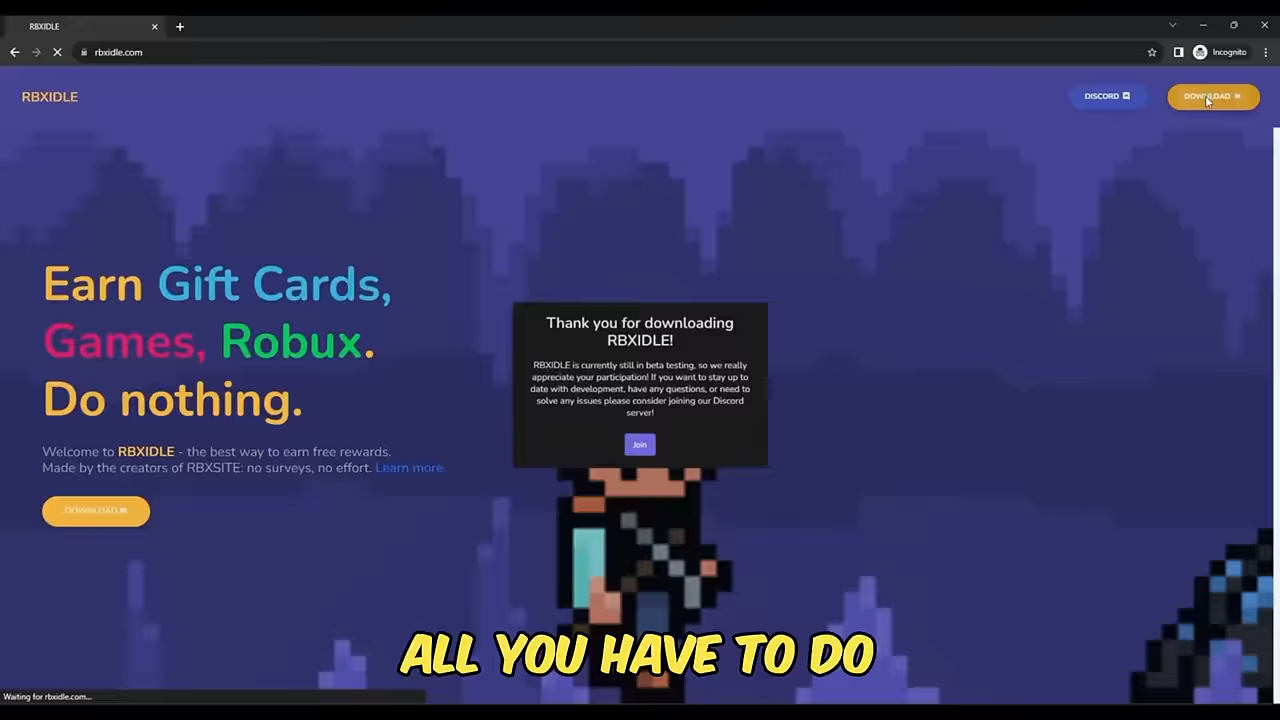 RBXIDLE
rbxidle.com
Incognito
RBXIDLE
DISCORD
DOWNLOAD
Earn Gift Cards,
Games, Robux.
Do nothing.
Welcome to RBXIDLE - the best way to earn free rewards.
Made by the creators of RBXSITE: no surveys, no effort. Learn more.
DOWNLOAD
Thank you for downloading
RBXIDLE!
RBXIDLE is currently still in beta testing, so we really
appreciate your participation! If you want to stay up to
date with development, have any questions, or need to
solve any issues please consider joining our Discord
server!
Join
ALL YOU HAVE TO DO
Waiting for rbxidle.com...